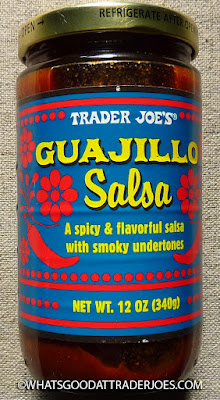 OPEN
REFRIGERATE AFTER OPENING
TRADER JOE'S®
GUAJILLO
Salsa
A spicy & flavorful salsa
with smoky undertones
NET WT. 12 OZ (340g)
©WHATSGOODATTRADERJOES.COM